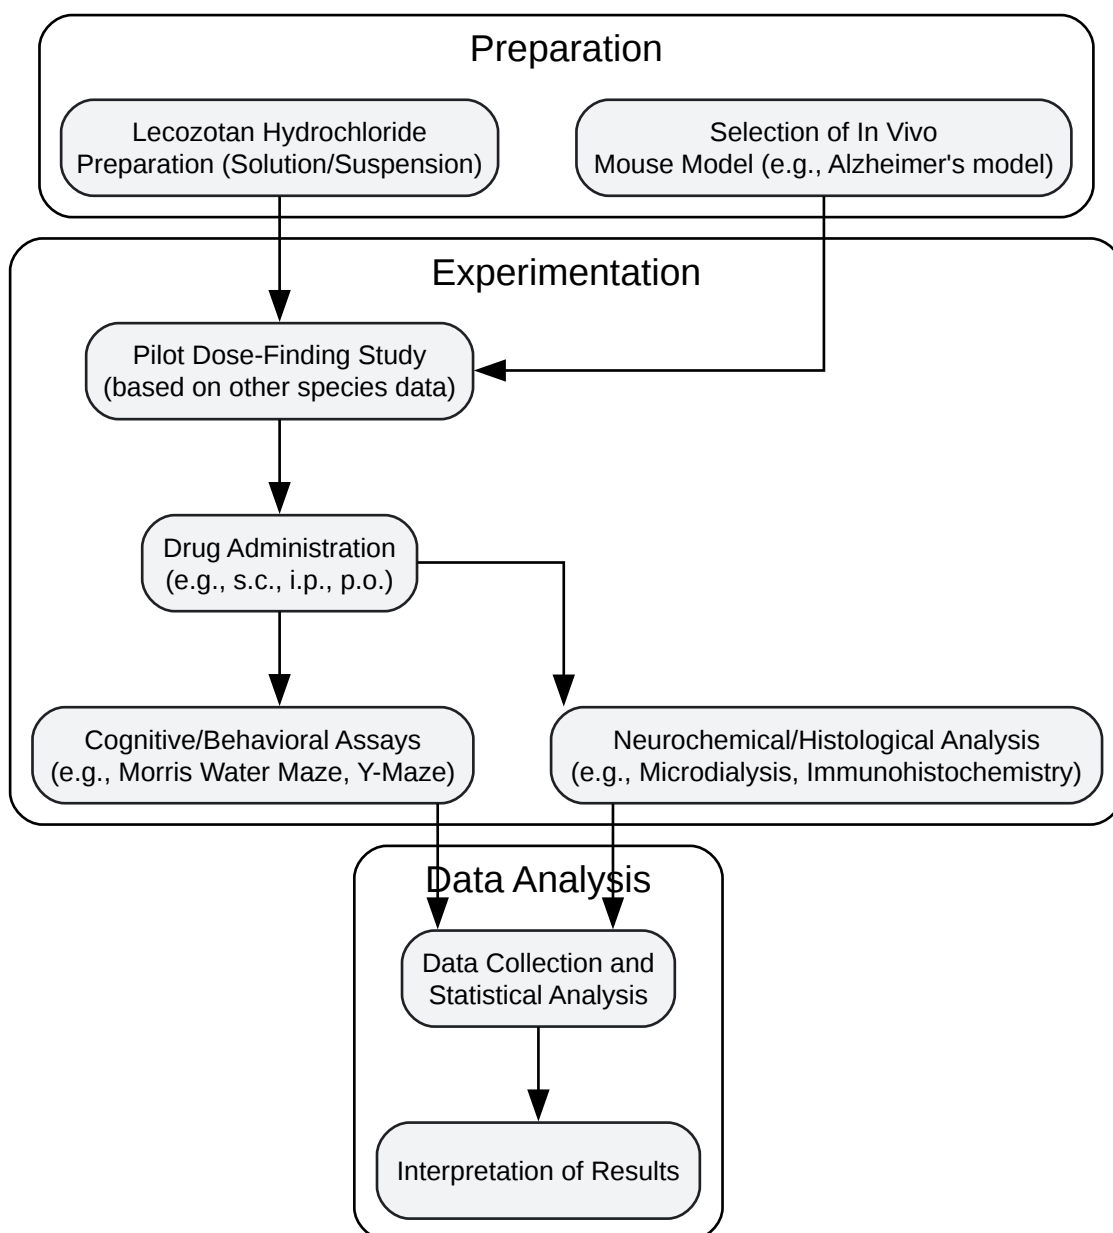 Preparation
Lecozotan Hydrochloride
Preparation (Solution/Suspension)
Selection of In Vivo
Mouse Model (e.g., Alzheimer's model)
Experimentation
Pilot Dose-Finding Study
(based on other species data)
Drug Administration
(e.g., s.c., i.p., p.o.)
Cognitive/Behavioral Assays
(e.g., Morris Water Maze, Y-Maze)
Neurochemical/Histological Analysis
(e.g., Microdialysis, Immunohistochemistry)
Data Analysis
Data Collection and
Statistical Analysis
Interpretation of Results